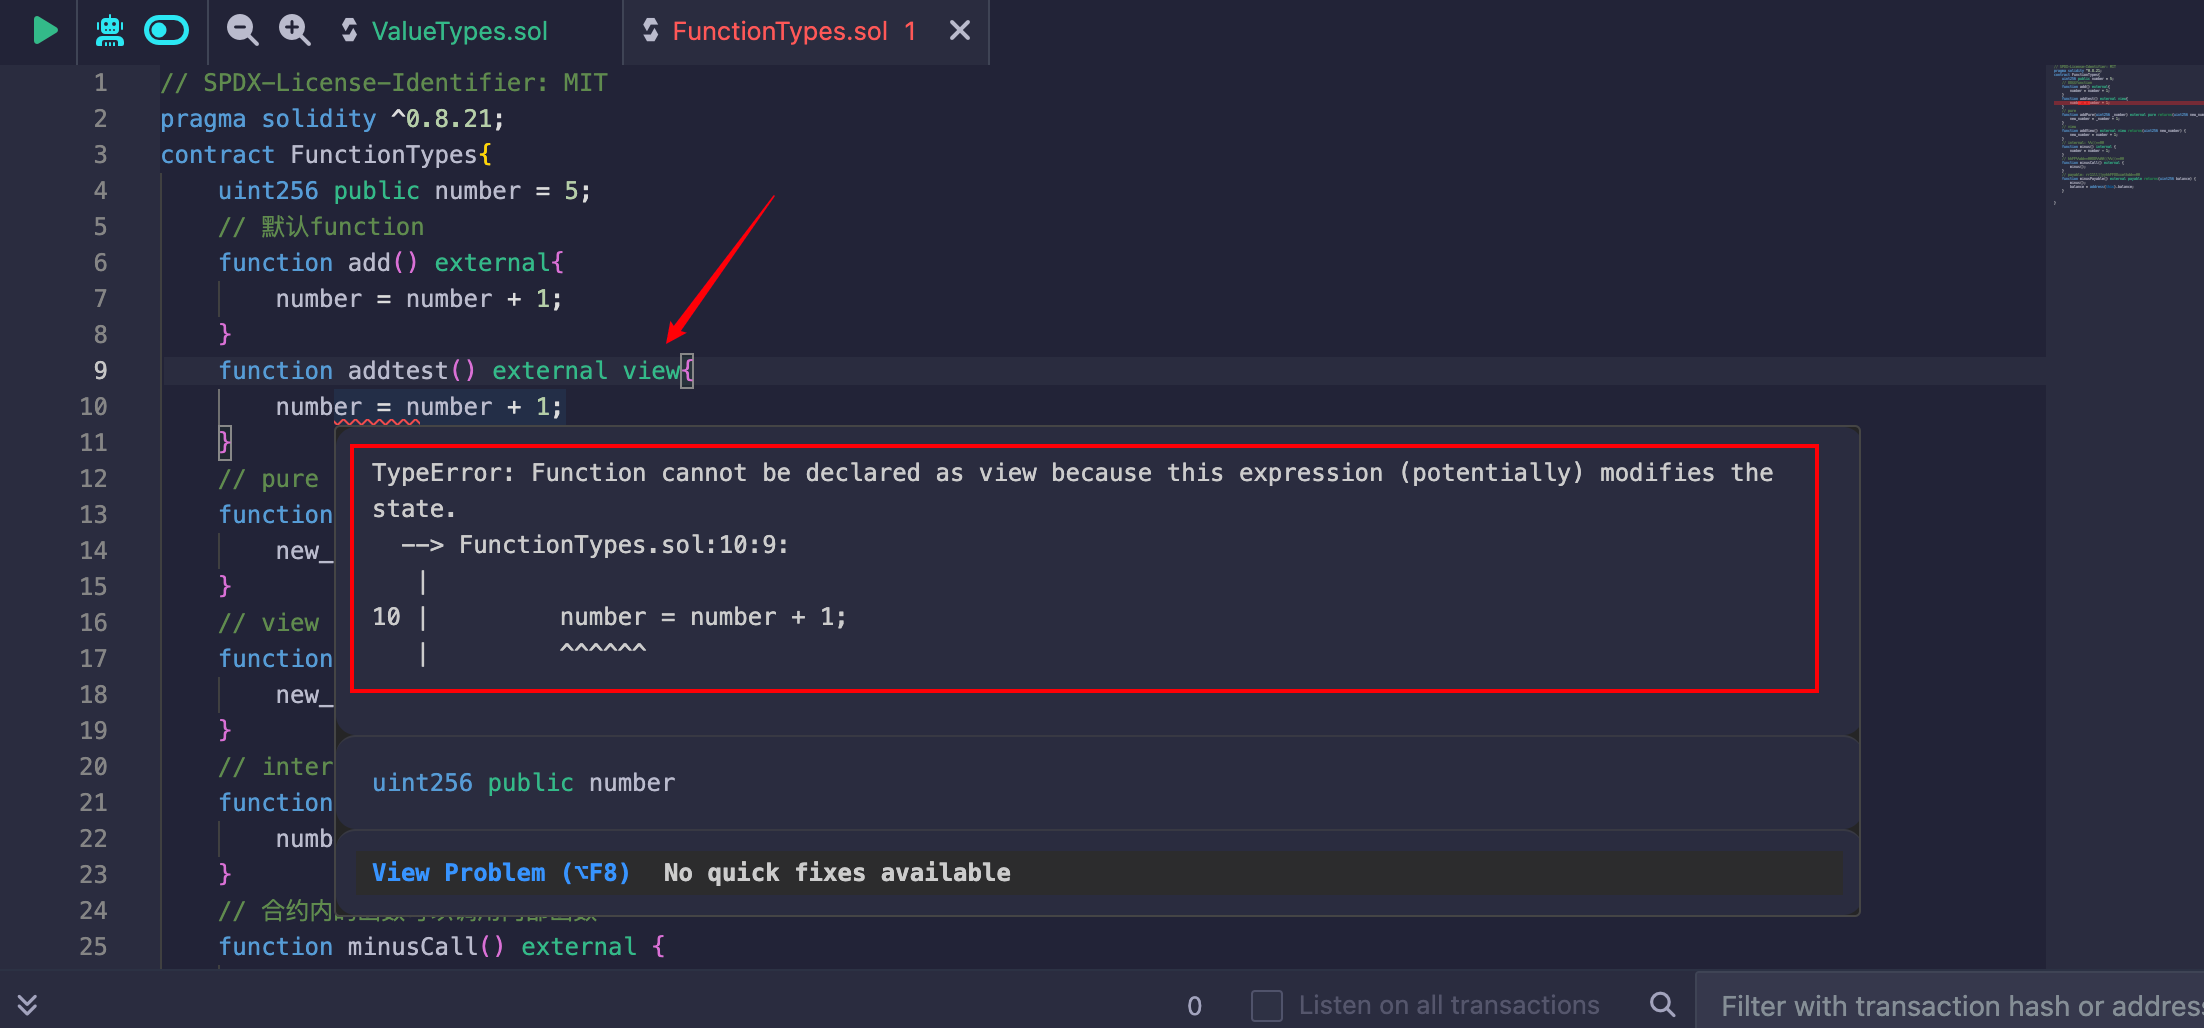 ValueTypes.sol
FunctionTypes.sol 1
1 // SPDX-License-Identifier: MIT
2 pragma solidity ^0.8.21;
3 contract FunctionTypes{
4 uint256 public number = 5;
5 // 默认function
6 function add() external{
7 number = number + 1;
8 }
9 function addtest() external view{
10 number = number + 1;
11 }
12 // pure
13 function
14 new_
15 }
16 // view
17 function
18 new_
19 }
20 // inter
21 function
22 numb
23 }
24 // 合约内
25 function minusCall() external {
TypeError: Function cannot be declared as view because this expression (potentially) modifies the
state.
--> FunctionTypes.sol:10:9:
|
10 | number = number + 1;
| ^^^^^^
uint256 public number
View Problem (⌥F8) No quick fixes available
0 Listen on all transactions Filter with transaction hash or address